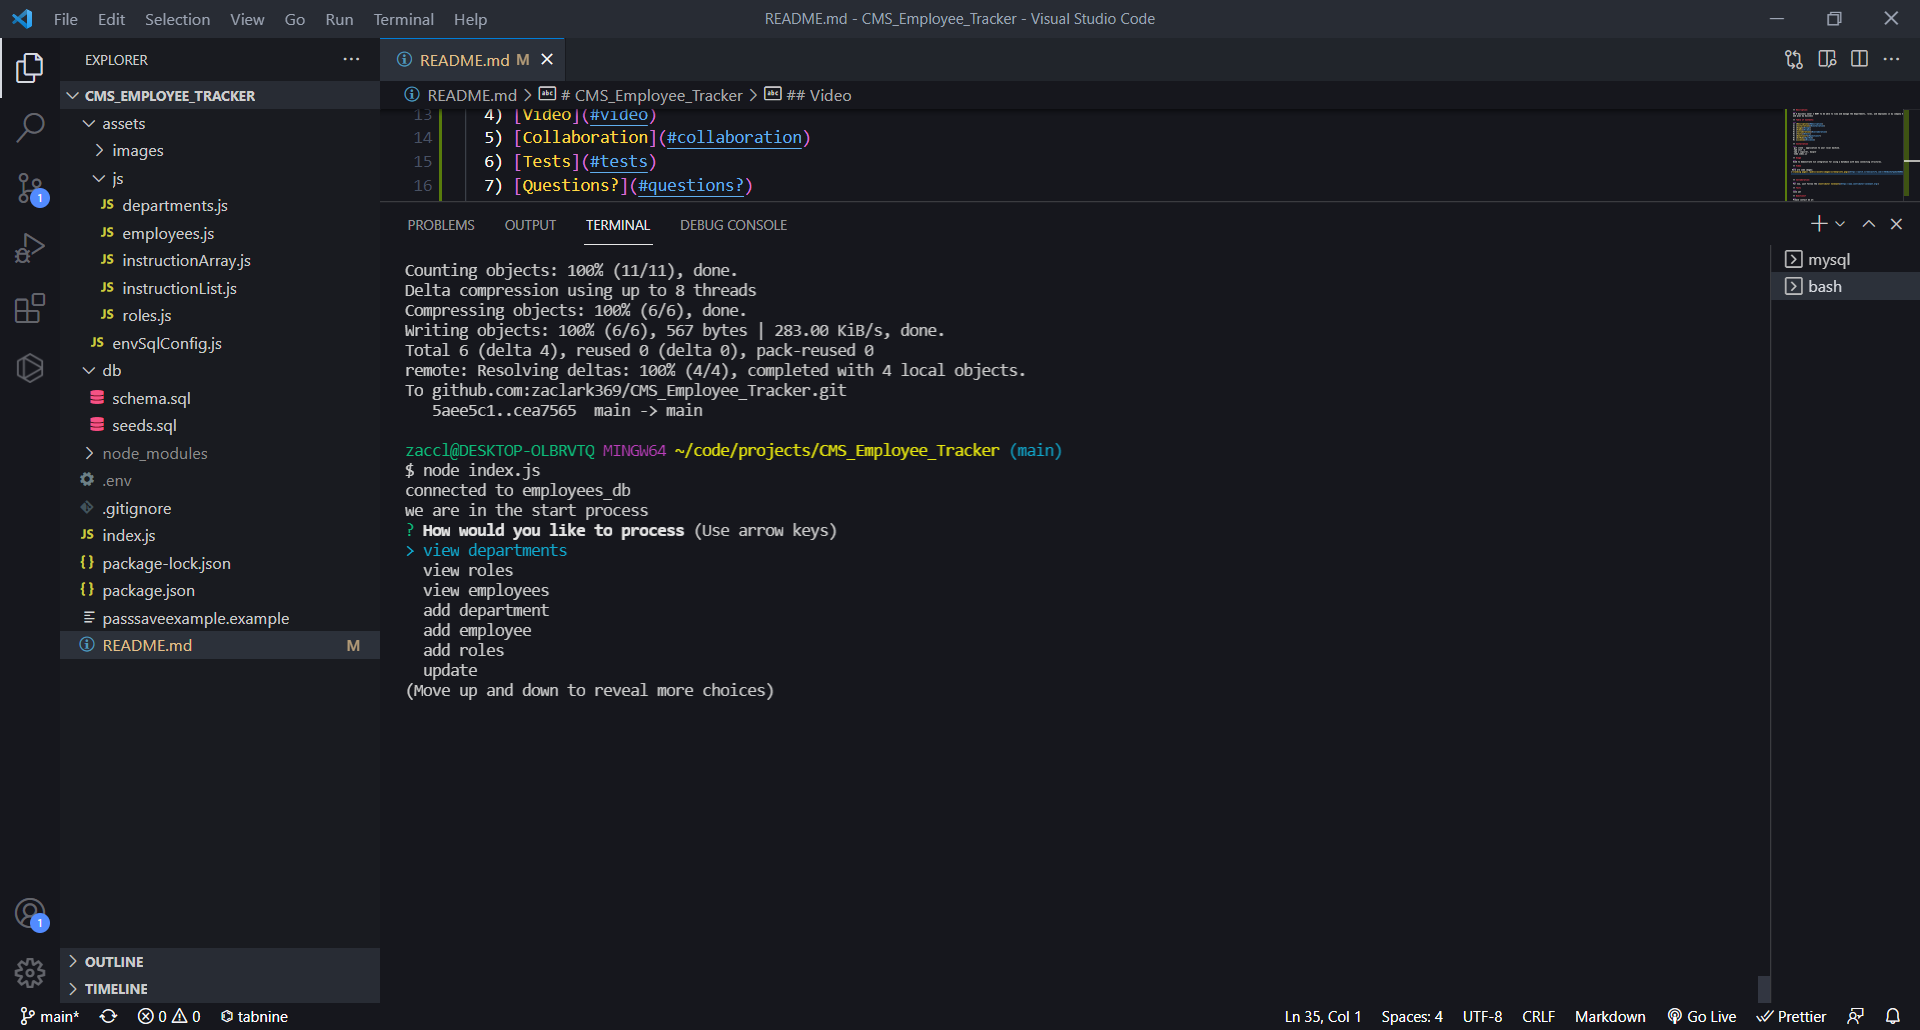 File Edit Selection View Go Run Terminal Help
README.md - CMS_Employee_Tracker - Visual Studio Code
EXPLORER
README.md M
CMS_EMPLOYEE_TRACKER
assets
images
js
JS departments.js
JS employees.js
JS instructionArray.js
JS instructionList.js
JS roles.js
JS envSqlConfig.js
db
schema.sql
seeds.sql
node_modules
.env
.gitignore
JS index.js
{} package-lock.json
{} package.json
passsaveexample.example
README.md M
OUTLINE
TIMELINE
1
1
README.md > # CMS_Employee_Tracker > ## Video
13 4) [Video](#video)
14 5) [Collaboration](#collaboration)
15 6) [Tests](#tests)
16 7) [Questions?](#questions?)
PROBLEMS OUTPUT TERMINAL DEBUG CONSOLE
mysql
bash
Counting objects: 100% (11/11), done.
Delta compression using up to 8 threads
Compressing objects: 100% (6/6), done.
Writing objects: 100% (6/6), 567 bytes | 283.00 KiB/s, done.
Total 6 (delta 4), reused 0 (delta 0), pack-reused 0
remote: Resolving deltas: 100% (4/4), completed with 4 local objects.
To github.com:zaclark369/CMS_Employee_Tracker.git
5aee5c1..cea7565 main -> main
zaccl@DESKTOP-OLBRVTQ MINGW64 ~/code/projects/CMS_Employee_Tracker (main)
$ node index.js
connected to employees_db
we are in the start process
? How would you like to process (Use arrow keys)
> view departments
view roles
view employees
add department
add employee
add roles
update
(Move up and down to reveal more choices)
main* 0 0 tabnine
Ln 35, Col 1 Spaces: 4 UTF-8 CRLF Markdown Go Live Prettier